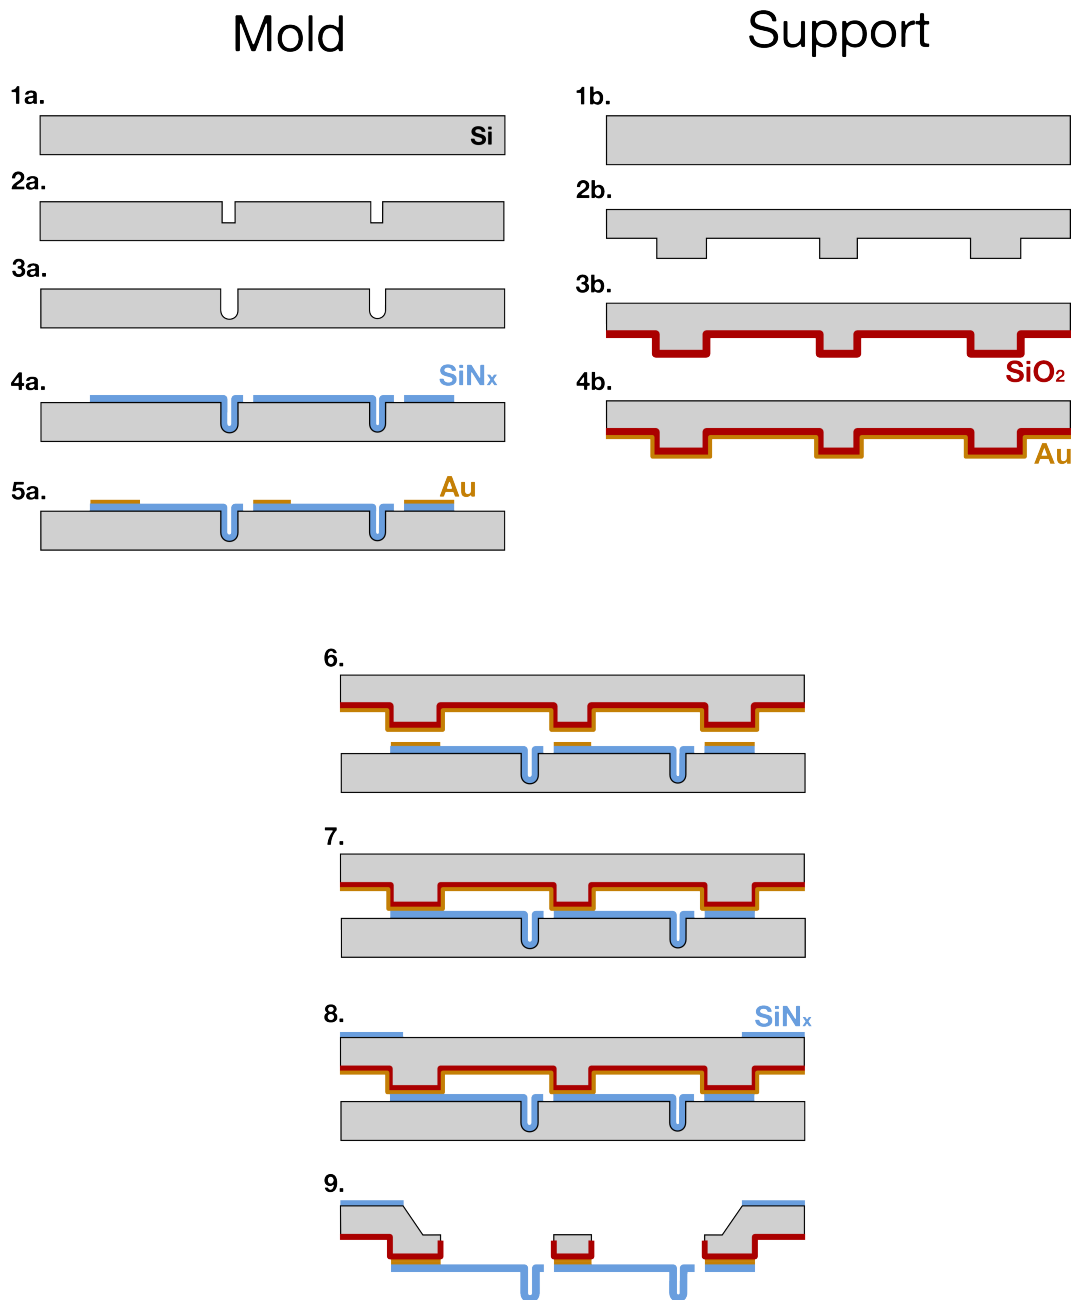 Mold
1a.
Si
2a.
3a.
4a.
SiNx
5a.
Au
Support
1b.
2b.
3b.
SiO2
4b.
Au
6.
7.
8.
SiNx
9.